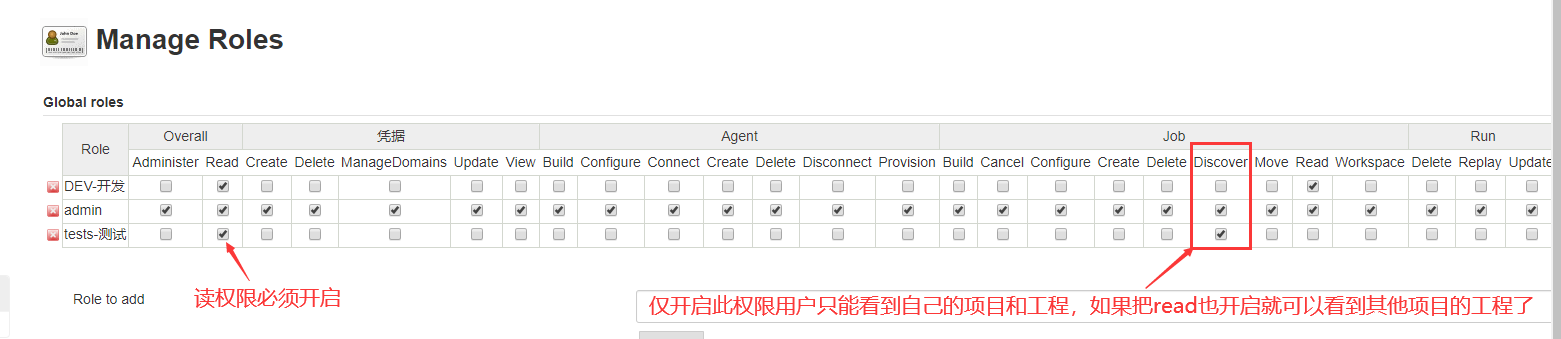 John Doe
Manage Roles
Global roles
Role Overall 凭据 Agent Job Run
Administer Read Create Delete ManageDomains Update View Build Configure Connect Create Delete Disconnect Provision Build Cancel Configure Create Delete Discover Move Read Workspace Delete Replay Update
DEV-开发
admin
tests-测试
Role to add
读权限必须开启
仅开启此权限用户只能看到自己的项目和工程，如果把read也开启就可以看到其他项目的工程了